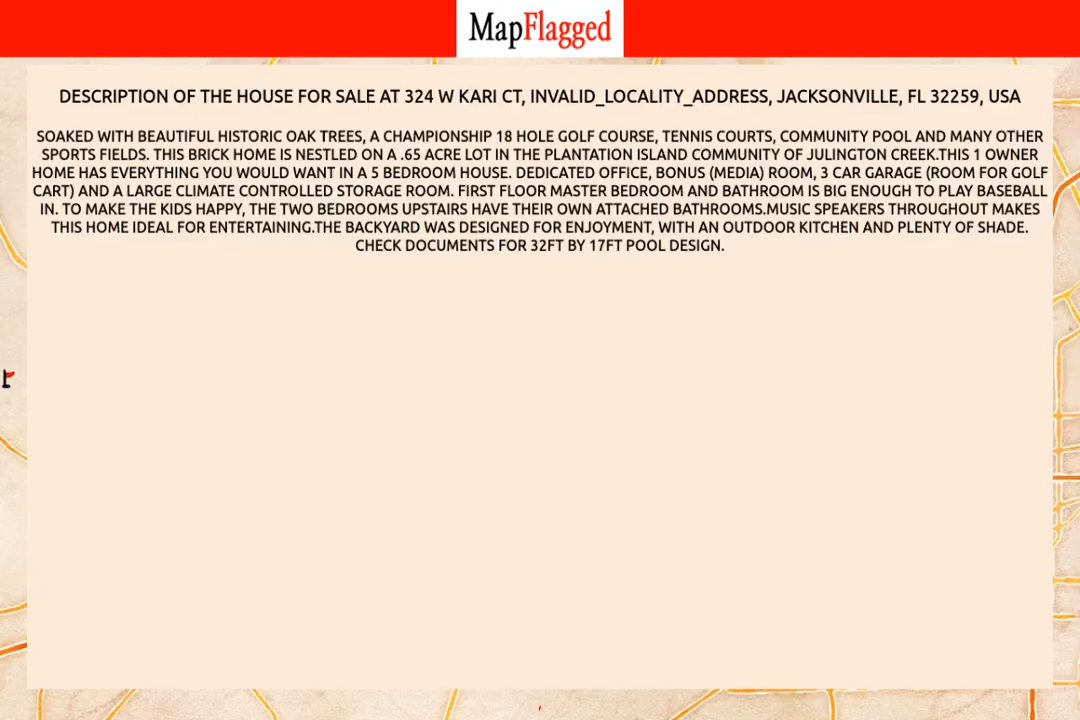 MapFlagged
DESCRIPTION OF THE HOUSE FOR SALE AT 324 W KARI CT, INVALID_LOCALITY_ADDRESS, JACKSONVILLE, FL 32259, USA
SOAKED WITH BEAUTIFUL HISTORIC OAK TREES, A CHAMPIONSHIP 18 HOLE GOLF COURSE, TENNIS COURTS, COMMUNITY POOL AND MANY OTHER
SPORTS FIELDS. THIS BRICK HOME IS NESTLED ON A .65 ACRE LOT IN THE PLANTATION ISLAND COMMUNITY OF JULINGTON CREEK.THIS 1 OWNER
HOME HAS EVERYTHING YOU WOULD WANT IN A 5 BEDROOM HOUSE. DEDICATED OFFICE, BONUS (MEDIA) ROOM, 3 CAR GARAGE (ROOM FOR GOLF
CART) AND A LARGE CLIMATE CONTROLLED STORAGE ROOM. FIRST FLOOR MASTER BEDROOM AND BATHROOM IS BIG ENOUGH TO PLAY BASEBALL
IN. TO MAKE THE KIDS HAPPY, THE TWO BEDROOMS UPSTAIRS HAVE THEIR OWN ATTACHED BATHROOMS.MUSIC SPEAKERS THROUGHOUT MAKES
THIS HOME IDEAL FOR ENTERTAINING.THE BACKYARD WAS DESIGNED FOR ENJOYMENT, WITH AN OUTDOOR KITCHEN AND PLENTY OF SHADE.
CHECK DOCUMENTS FOR 32FT BY 17FT POOL DESIGN.